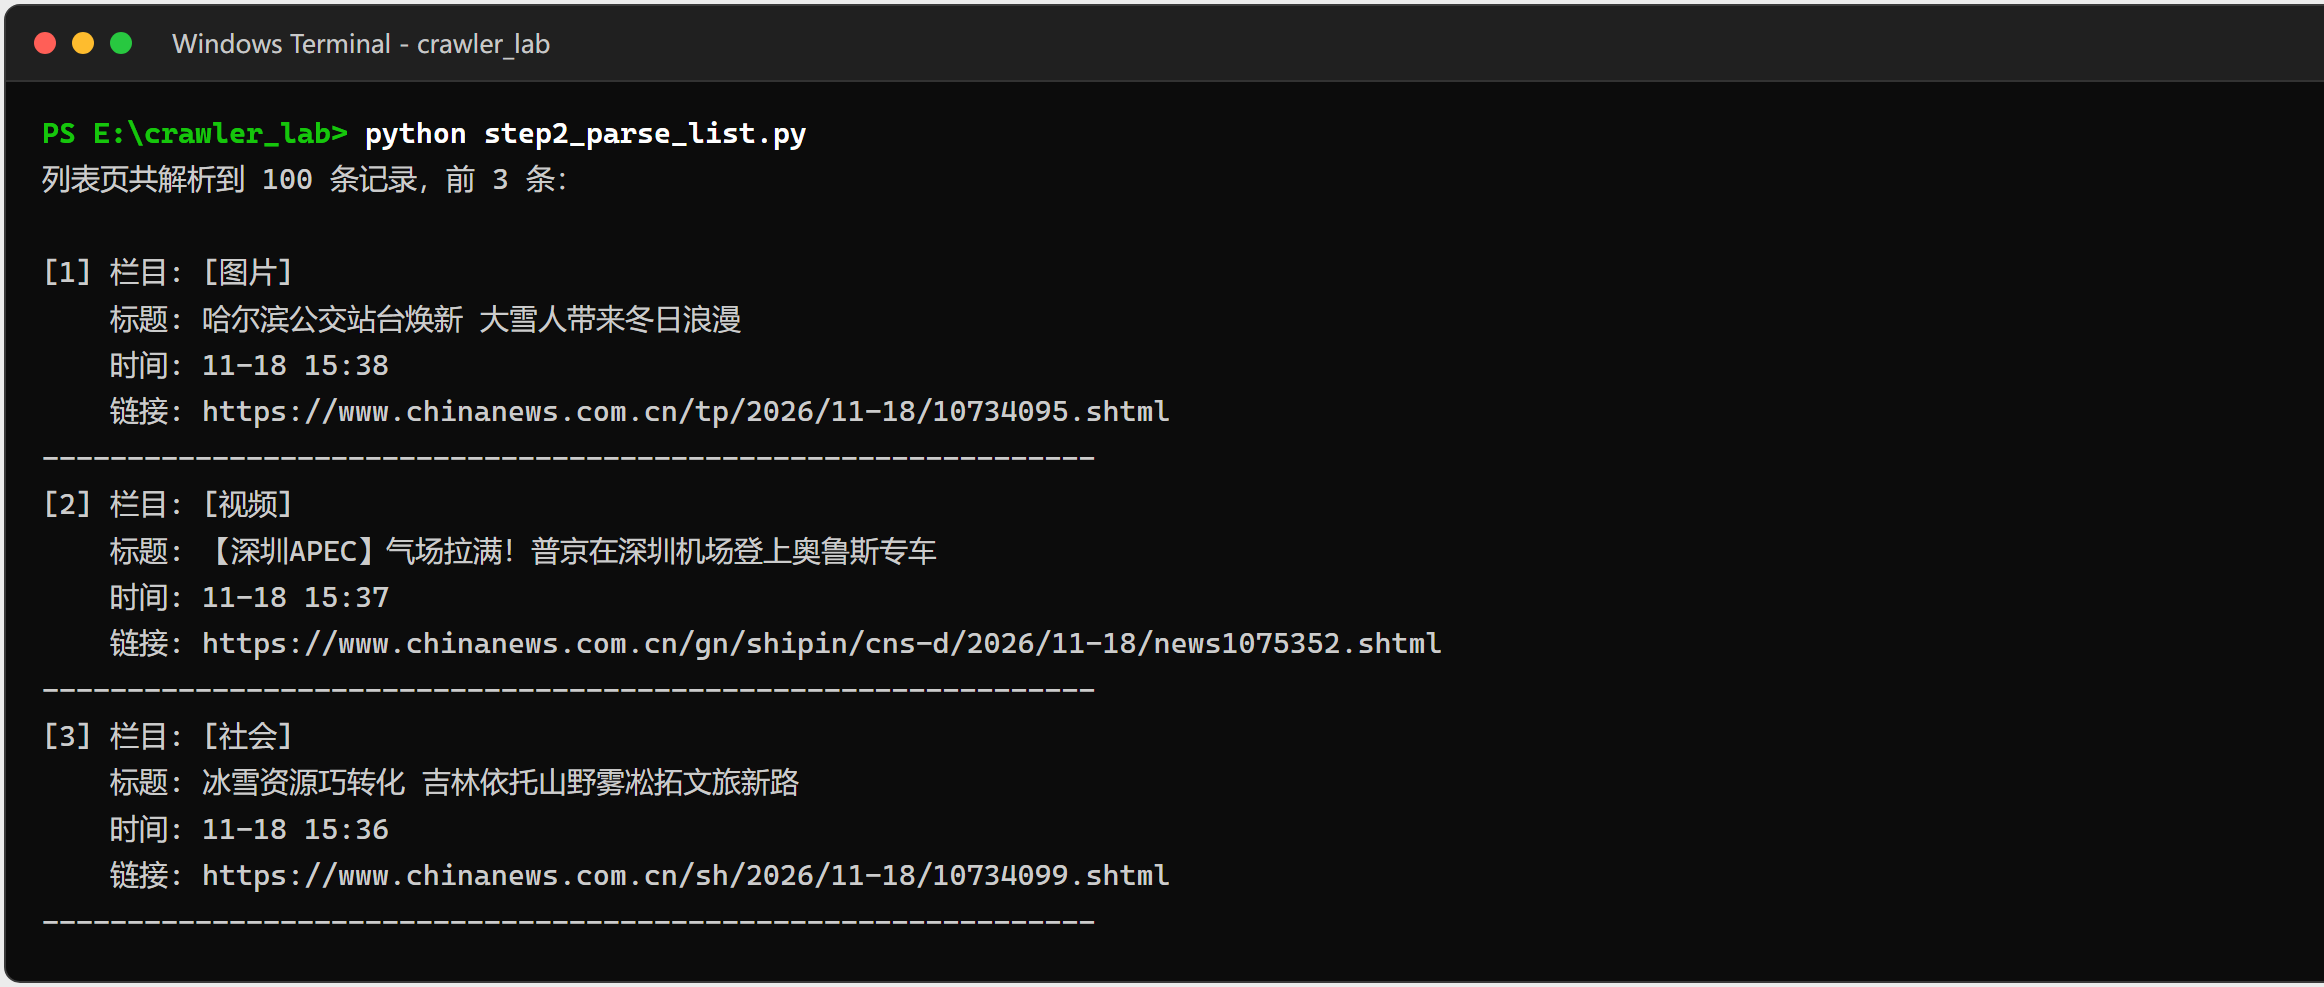 Windows Terminal - crawler_lab
PS E:\crawler_lab> python step2_parse_list.py
列表页共解析到 100 条记录，前 3 条：
[1] 栏目: [图片]
标题: 哈尔滨公交站台焕新 大雪人带来冬日浪漫
时间: 11-18 15:38
链接: https://www.chinanews.com.cn/tp/2026/11-18/10734095.shtml
--------------------------------------------------------------
[2] 栏目: [视频]
标题: 【深圳APEC】气场拉满！普京在深圳机场登上奥鲁斯专车
时间: 11-18 15:37
链接: https://www.chinanews.com.cn/gn/shipin/cns-d/2026/11-18/news1075352.shtml
--------------------------------------------------------------
[3] 栏目: [社会]
标题: 冰雪资源巧转化 吉林依托山野雾凇拓文旅新路
时间: 11-18 15:36
链接: https://www.chinanews.com.cn/sh/2026/11-18/10734099.shtml
--------------------------------------------------------------